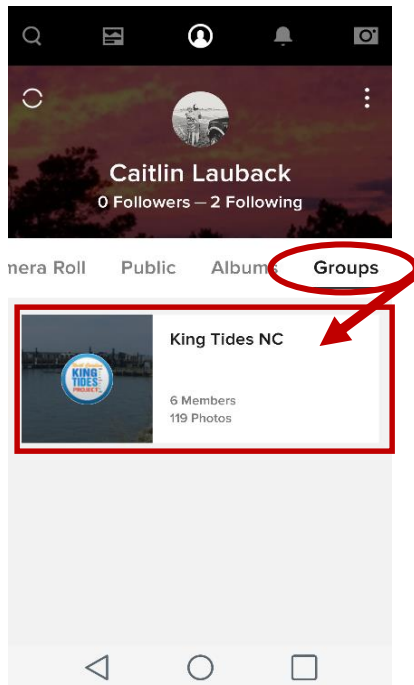 Caitlin Lauback
0 Followers — 2 Following
mera Roll Public Albums Groups
King Tides NC
KING
TIDES
PROJECT
6 Members
119 Photos